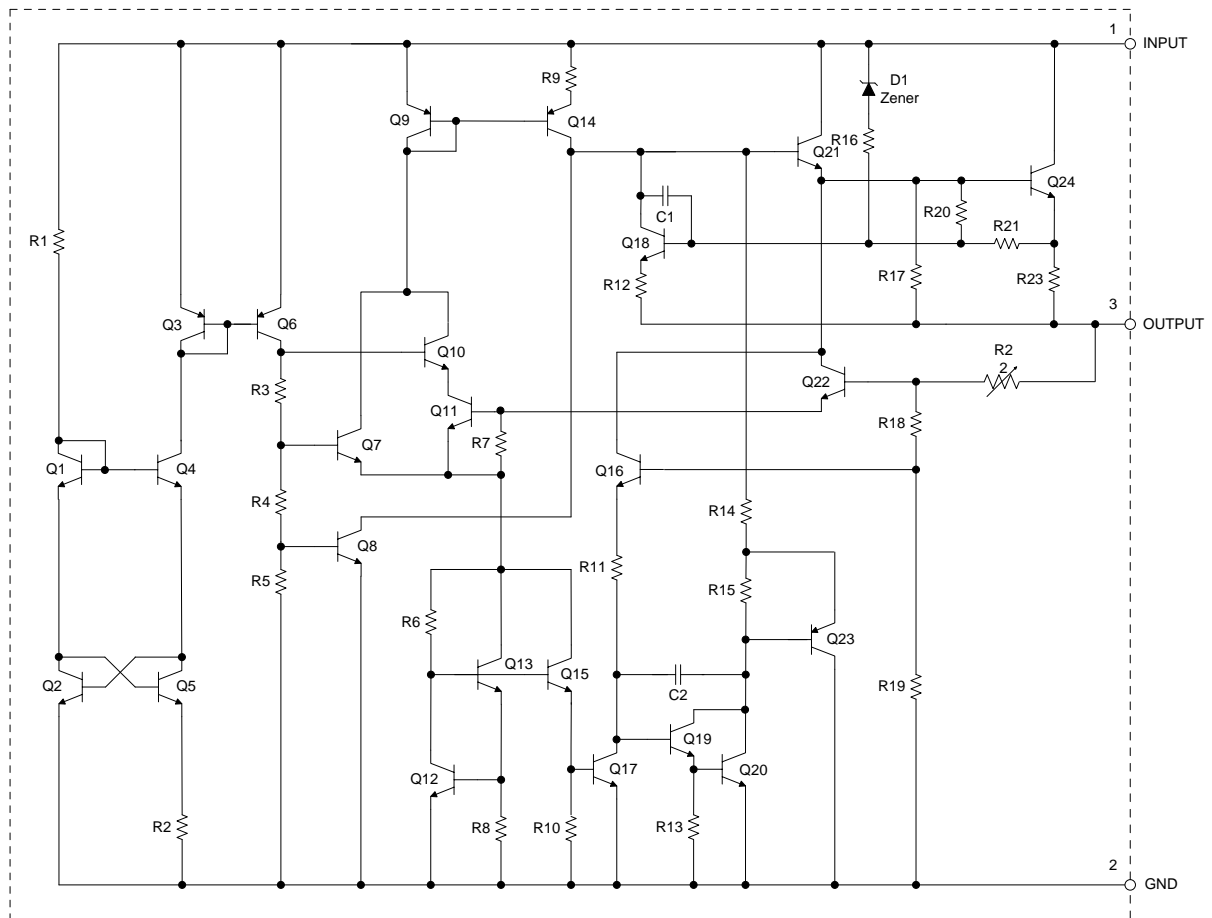 1
INPUT
R9
D1
Zener
Q9
Q14
R16
Q21
Q24
C1
R20
R21
Q18
R12
R17
R23
R1
3
OUTPUT
Q3
Q6
Q10
R2
2
Q22
R3
Q11
R18
Q7
R7
Q1
Q4
Q16
R4
R14
Q8
R5
R11
R15
R6
Q23
Q13
Q15
Q2
Q5
C2
R19
Q19
Q12
Q17
Q20
R2
R8
R10
R13
2
GND